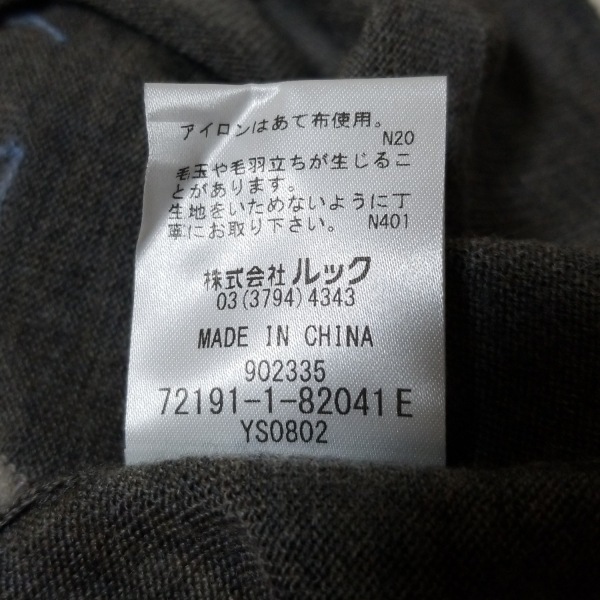 アイロンはあて布使用。
N20
毛玉や毛羽立ちが生じるこ
とがあります。
生地をいためないように丁
寧にお取り下さい。 N401
株式会社 ルック
03(3794)4343
MADE IN CHINA
902335
72191-1-82041E
YS0802